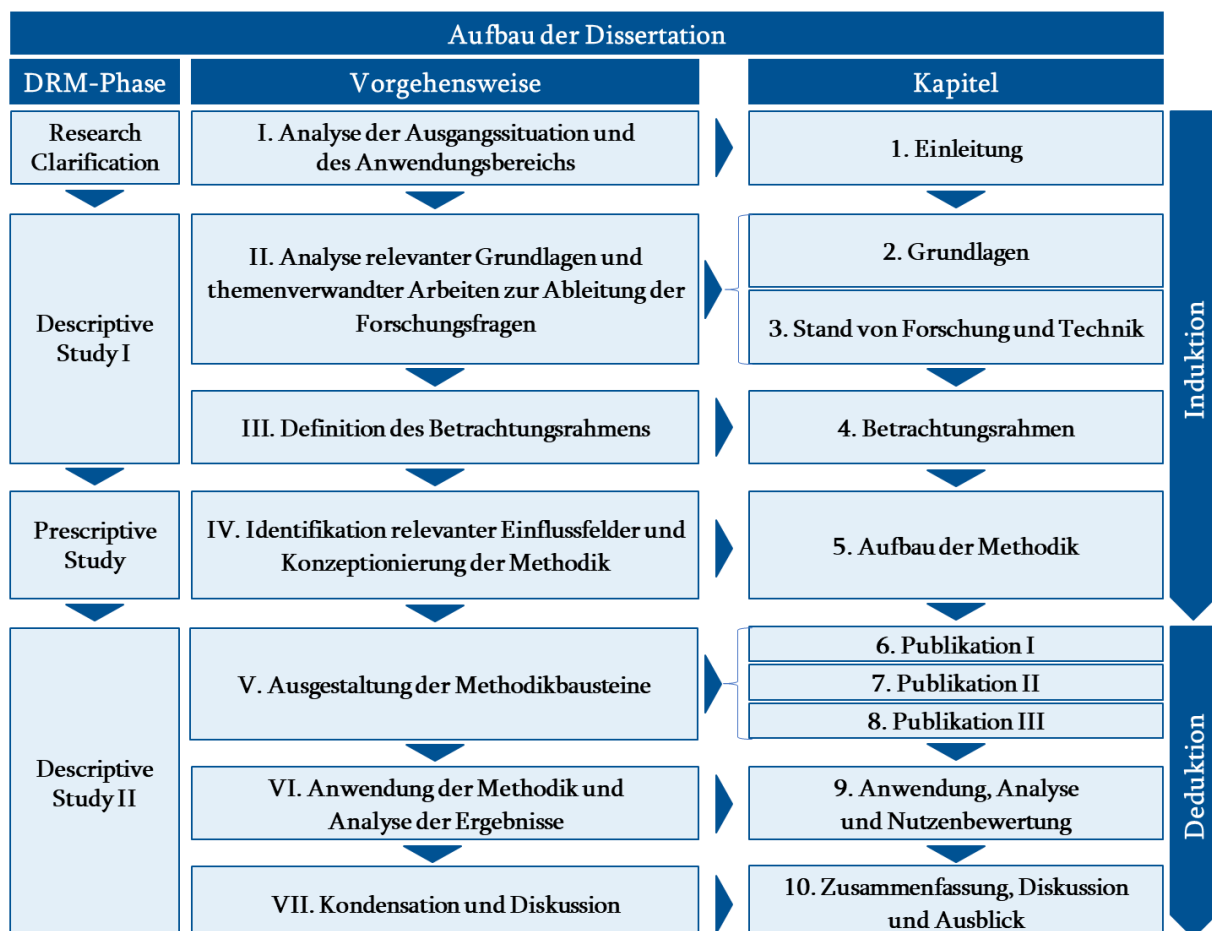 Aufbau der Dissertation
DRM-Phase
Vorgehensweise
Kapitel
Research
Clarification
I. Analyse der Ausgangssituation und
des Anwendungsbereichs
1. Einleitung
Descriptive
Study I
II. Analyse relevanter Grundlagen und
themenverwandter Arbeiten zur Ableitung der
Forschungsfragen
2. Grundlagen
3. Stand von Forschung und Technik
III. Definition des Betrachtungsrahmens
4. Betrachtungsrahmen
Prescriptive
Study
IV. Identifikation relevanter Einflussfelder und
Konzeptionierung der Methodik
5. Aufbau der Methodik
Induktion
Descriptive
Study II
V. Ausgestaltung der Methodikbausteine
6. Publikation I
7. Publikation II
8. Publikation III
VI. Anwendung der Methodik und
Analyse der Ergebnisse
9. Anwendung, Analyse
und Nutzenbewertung
VII. Kondensation und Diskussion
10. Zusammenfassung, Diskussion
und Ausblick
Deduktion